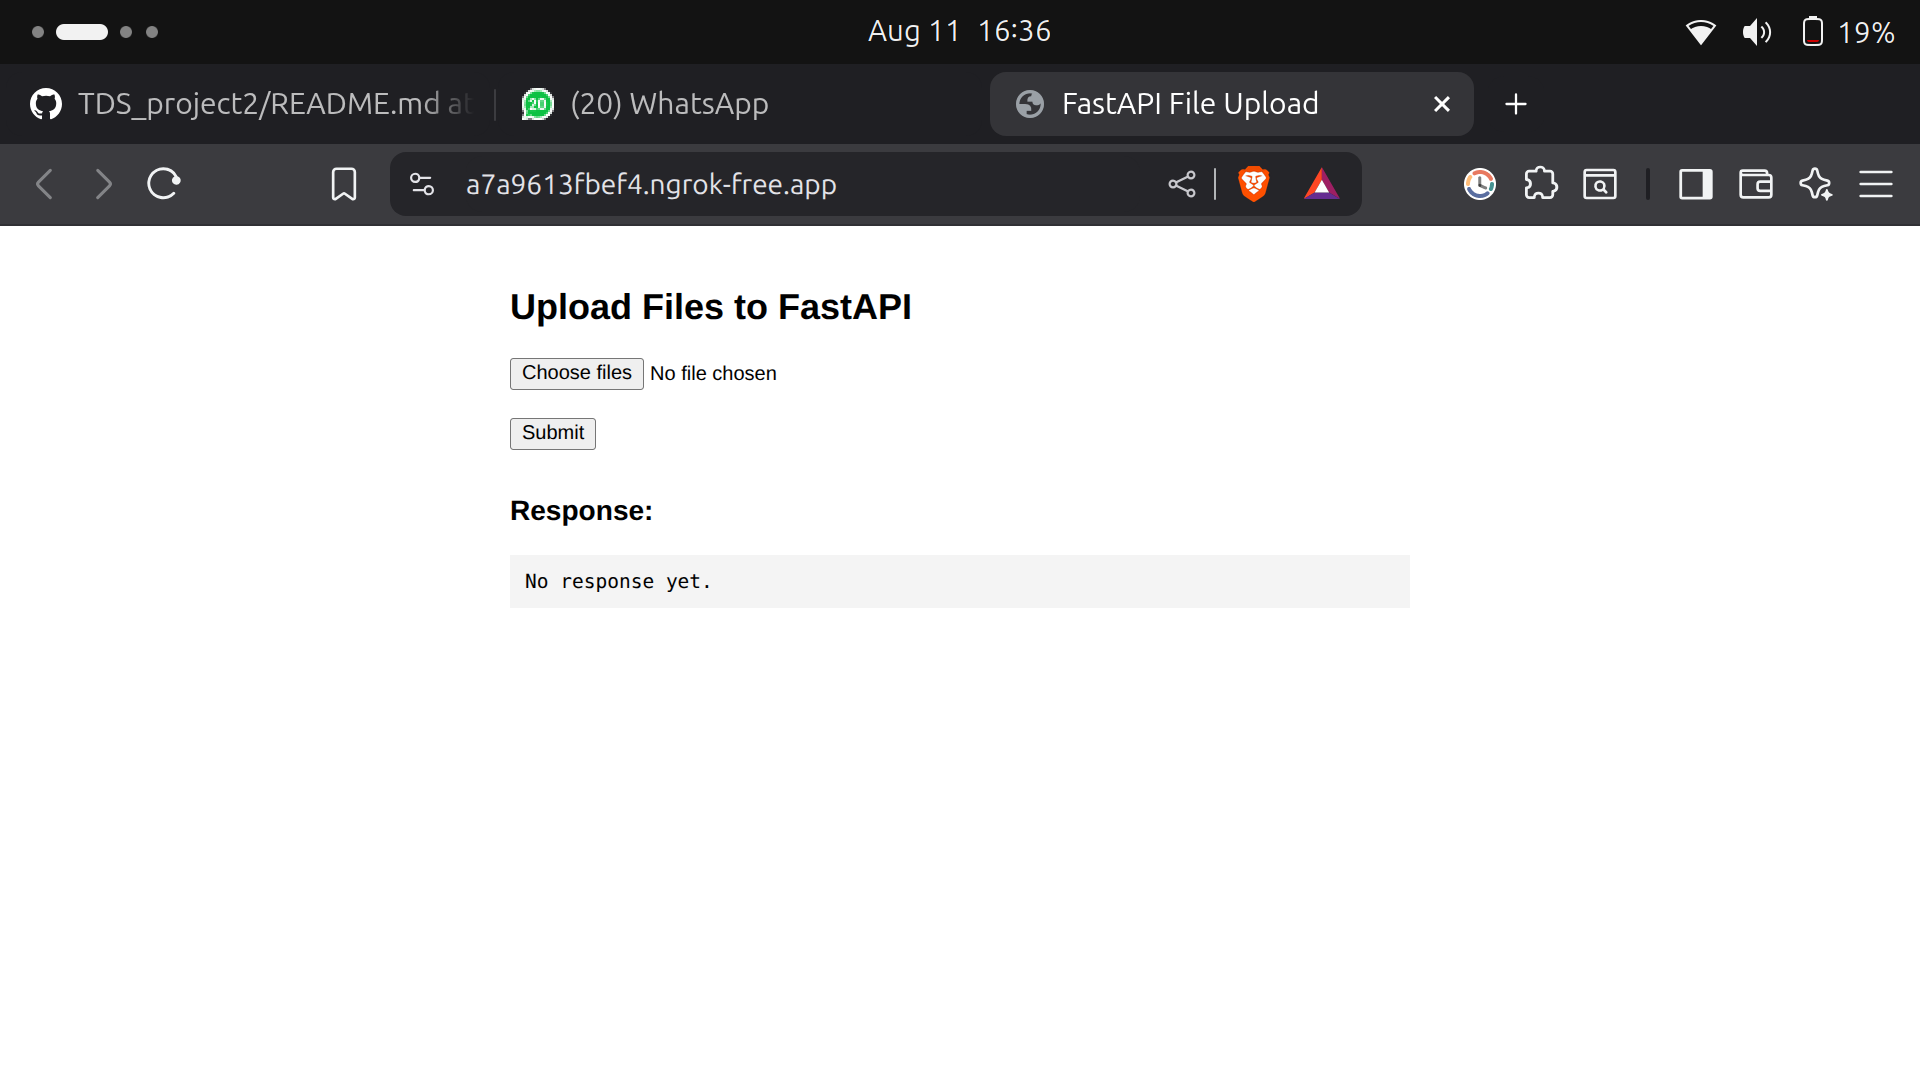 Aug 11 16:36
19%
TDS_project2/README.md at
20
(20) WhatsApp
FastAPI File Upload
a7a9613fbef4.ngrok-free.app
Upload Files to FastAPI
Choose files No file chosen
Submit
Response:
No response yet.